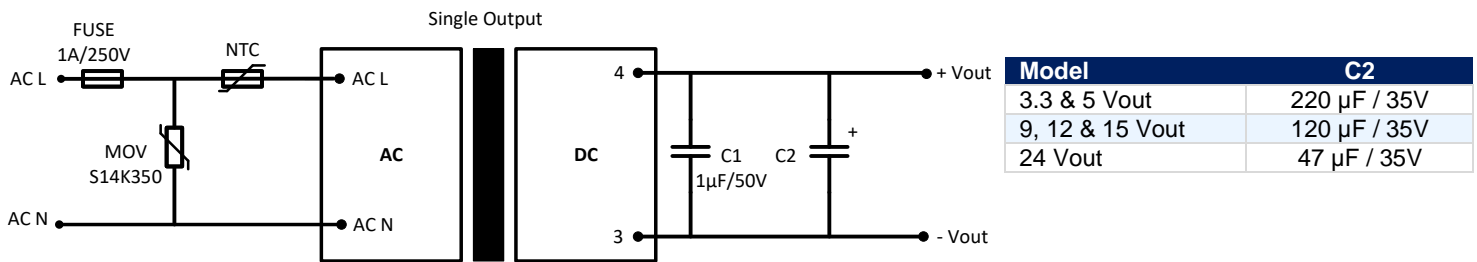 Single Output
FUSE
1A/250V
NTC
AC L
AC L
MOV
S14K350
AC N
AC N
AC
DC
4
3
C1
1µF/50V
C2
+
+ Vout
- Vout
Model C2
3.3 & 5 Vout 220 µF / 35V
9, 12 & 15 Vout 120 µF / 35V
24 Vout 47 µF / 35V